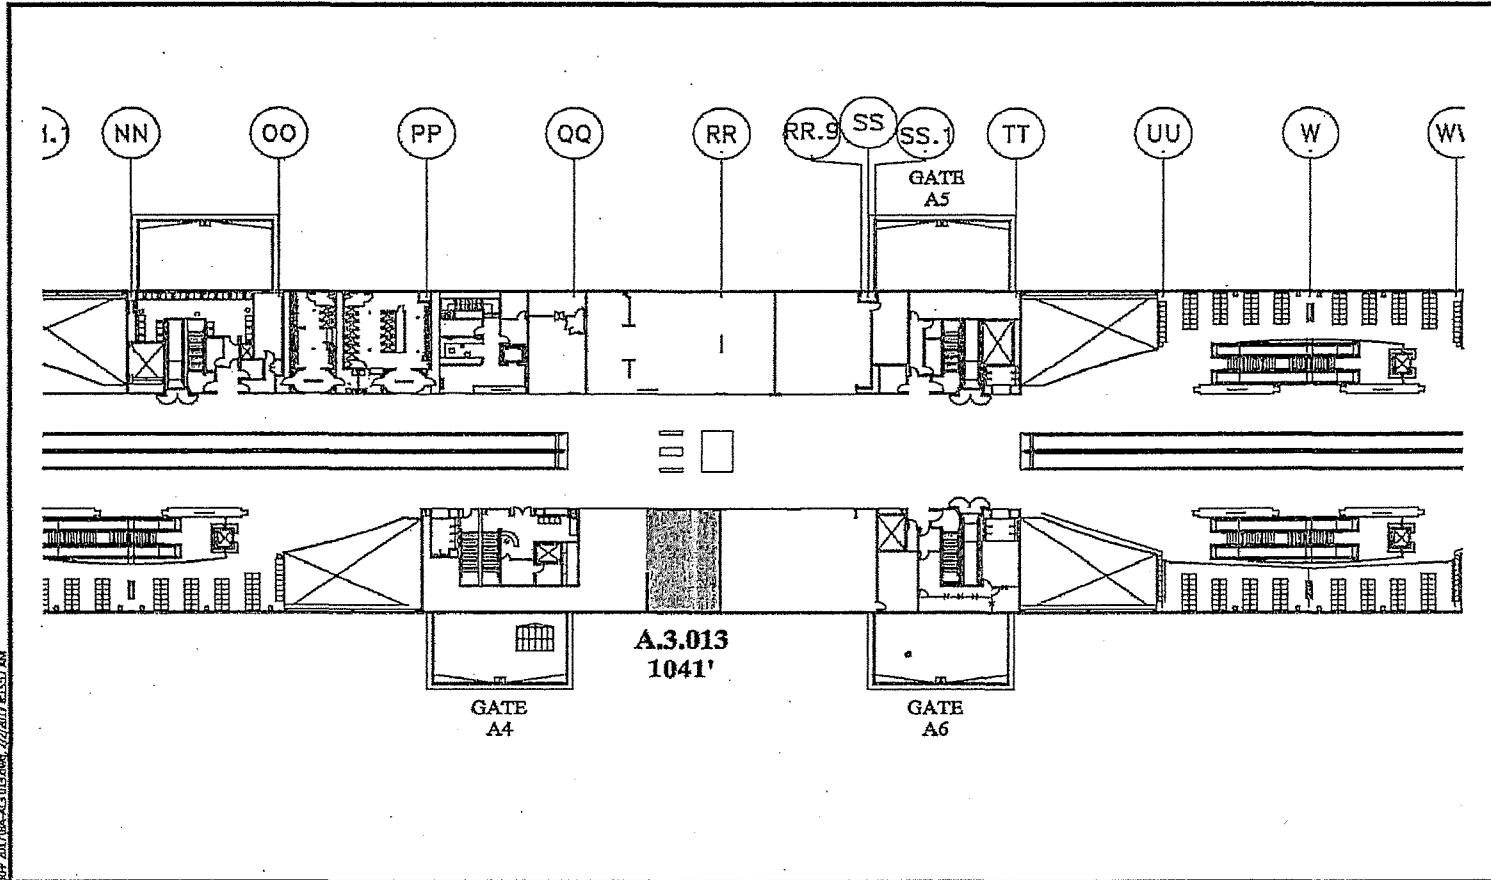 NN
OO
PP
QQ
RR
RR.9
SS
SS.1
TT
UU
W
GATE
A5
A.3.013
1041'
GATE
A4
GATE
A6